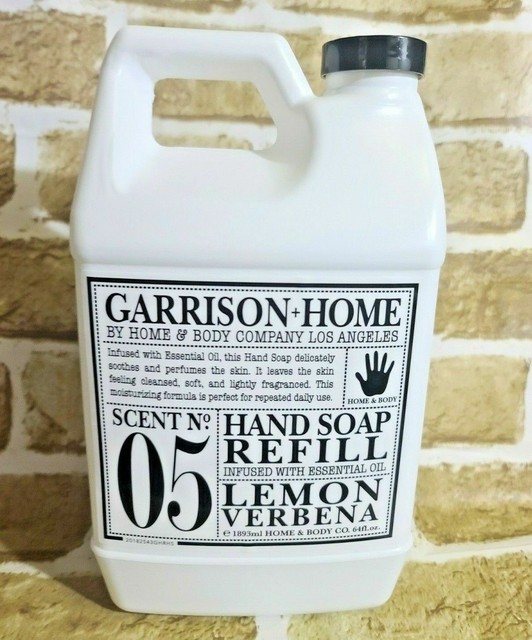 GARRISON+HOME
BY HOME & BODY COMPANY LOS ANGELES
Infused with Essential Oil, this Hand Soap delicately
soothes and perfumes the skin. It leaves the skin
feeling cleansed, soft, and lightly fragranced. This
moisturizing formula is perfect for repeated daily use.
HOME & BODY
SCENT Nº
05
HAND SOAP
REFILL
INFUSED WITH ESSENTIAL OIL
LEMON
VERBENA
℮ 1893ml HOME & BODY CO. 64fl.oz.